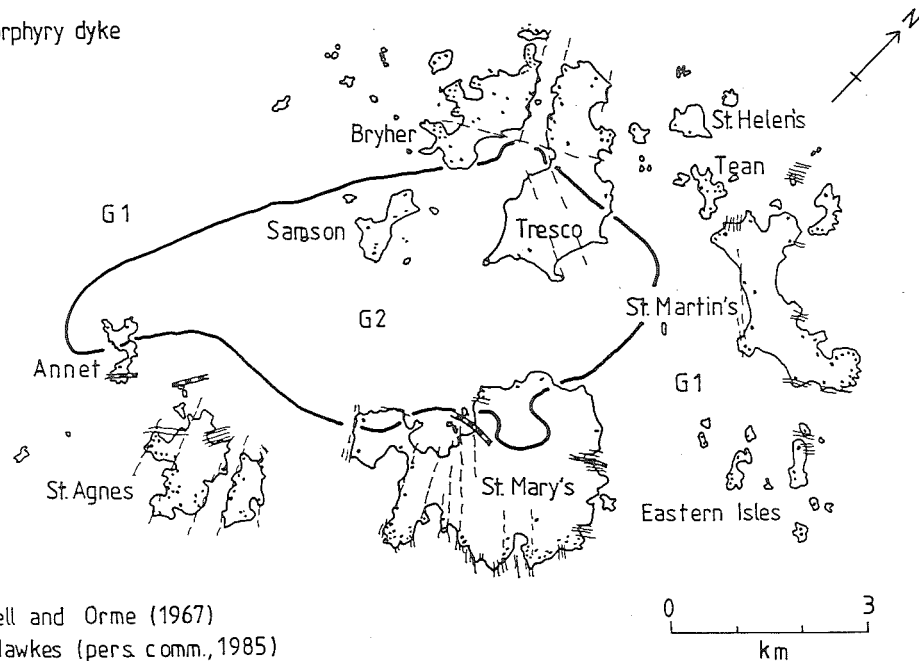 rphyry dyke
N
Bryher
St. Helen's
Tean
G1
Samson
Tresco
St. Martin's
G2
Annet
G1
St. Agnes
St. Mary's
Eastern Isles
ell and Orme (1967)
Hawkes (pers. comm., 1985)
0 3
km